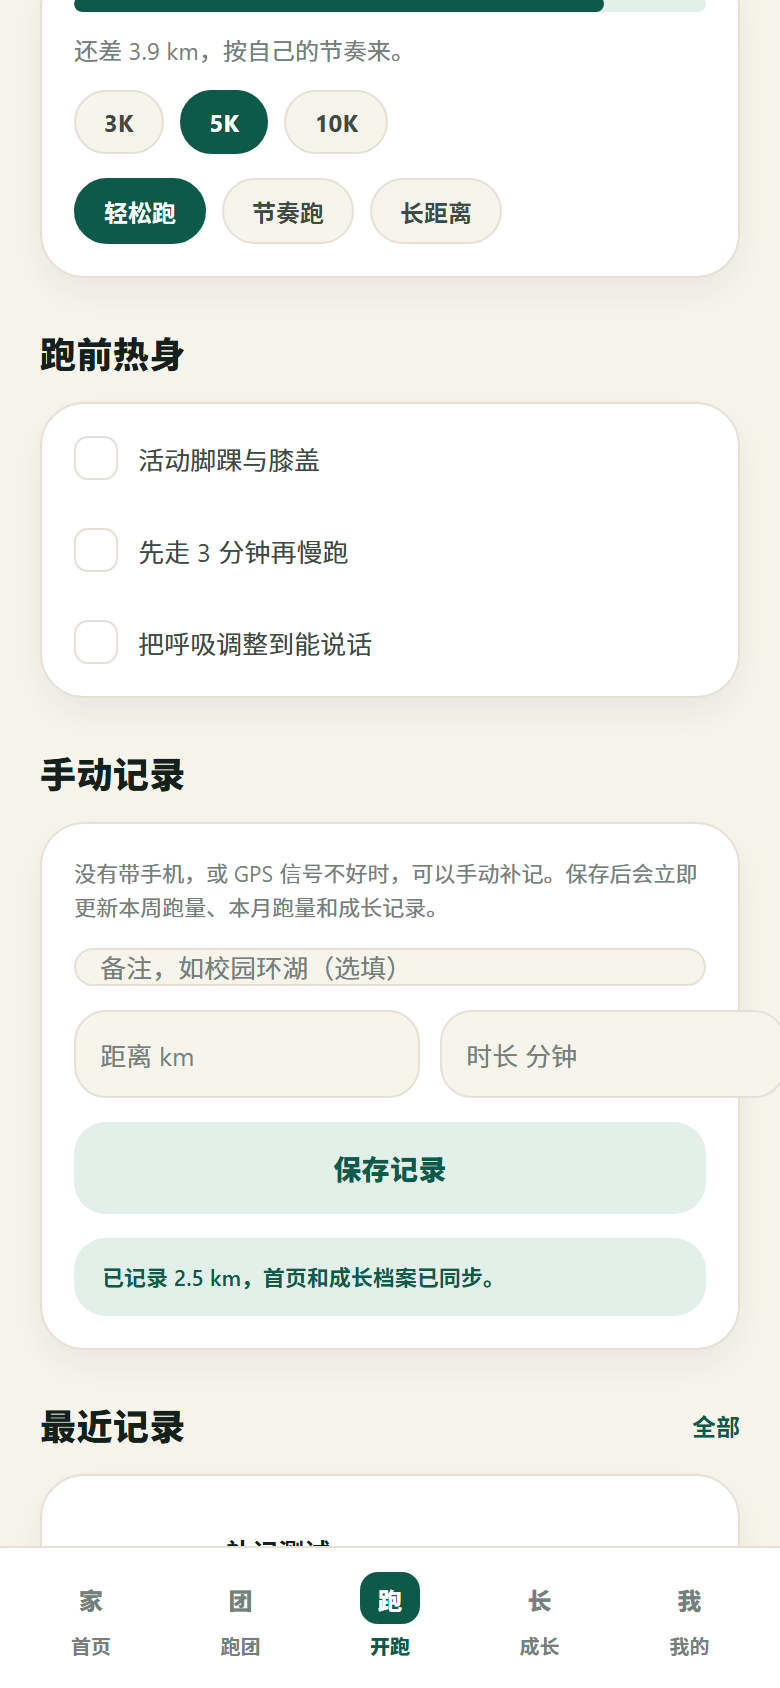 还差 3.9 km，按自己的节奏来。
3K 5K 10K
轻松跑 节奏跑 长距离
跑前热身
活动脚踝与膝盖
先走 3 分钟再慢跑
把呼吸调整到能说话
手动记录
没有带手机，或 GPS 信号不好时，可以手动补记。保存后会立即
更新本周跑量、本月跑量和成长记录。
备注，如校园环湖（选填）
距离 km 时长 分钟
保存记录
已记录 2.5 km，首页和成长档案已同步。
最近记录 全部
家 团 跑 长 我
首页 跑团 开跑 成长 我的